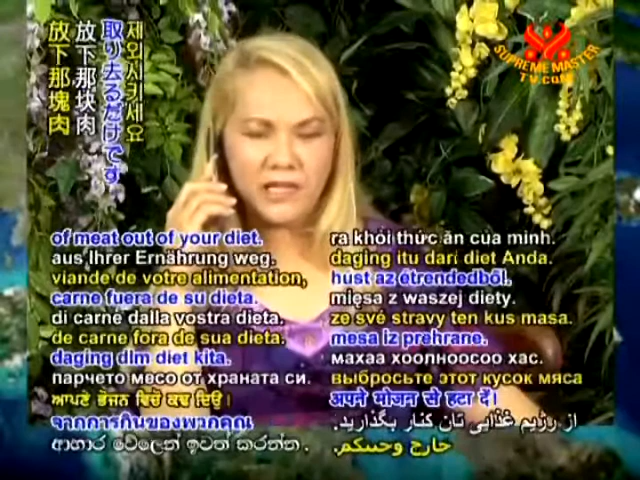 제외시키세요
取り去るだけです
放下那块肉
放下那塊肉
SUPREME MASTER
TV.COM
of meat out of your diet.
aus Ihrer Ernährung weg.
viande de votre alimentation,
carne fuera de su dieta.
di carne dalla vostra dieta.
de carne fora de sua dieta.
daging dlm diet kita.
парчето месо от храната си.
ਆਪਣੇ ਭੋਜਨ ਵਿਚੋਂ ਕਢ ਦਿਉ !
จากการกินของพวกคุณ
ආහාර වේලෙන් ඉවත් කරන්න.
ra khỏi thức ăn của mình.
daging itu dari diet Anda.
húst az étrendedből.
mięsa z waszej diety.
ze své stravy ten kus masa.
mesa iz prehrane.
махаа хоолноосоо хас.
выбросьте этот кусок мяса
अपने भोजन से हटा दें।
از رژیم غذایی تان کنار بگذارید.
خارج وجبتكم.